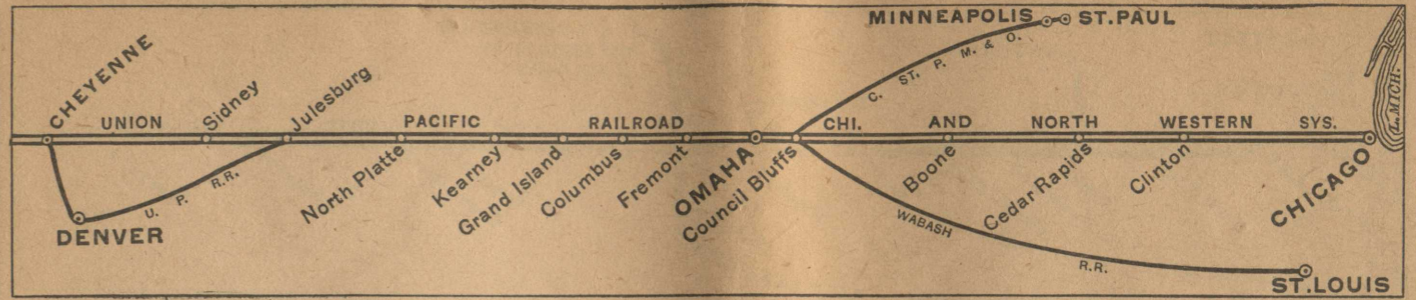 MINNEAPOLIS ST. PAUL
C. ST. P. M. & O.
L. MICH.
CHEYENNE
UNION
Sidney
Julesburg
PACIFIC
RAILROAD
CHI. AND NORTH WESTERN SYS.
U. P. R.R.
DENVER
North Platte
Kearney
Grand Island
Columbus
Fremont
OMAHA
Council Bluffs
Boone
Cedar Rapids
Clinton
CHICAGO
WABASH R.R.
ST. LOUIS